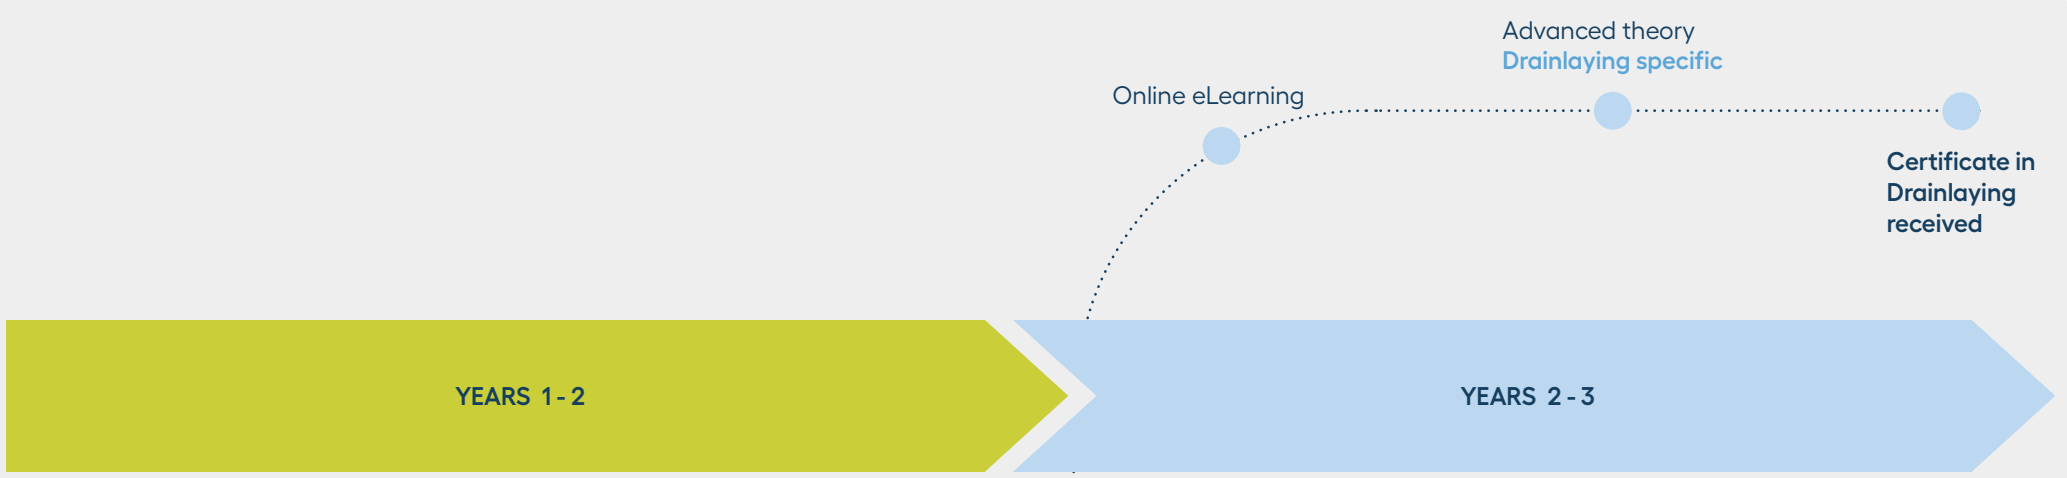 Advanced theory
Drainlaying specific
Online eLearning
Certificate in
Drainlaying
received
YEARS 1 - 2
YEARS 2 - 3